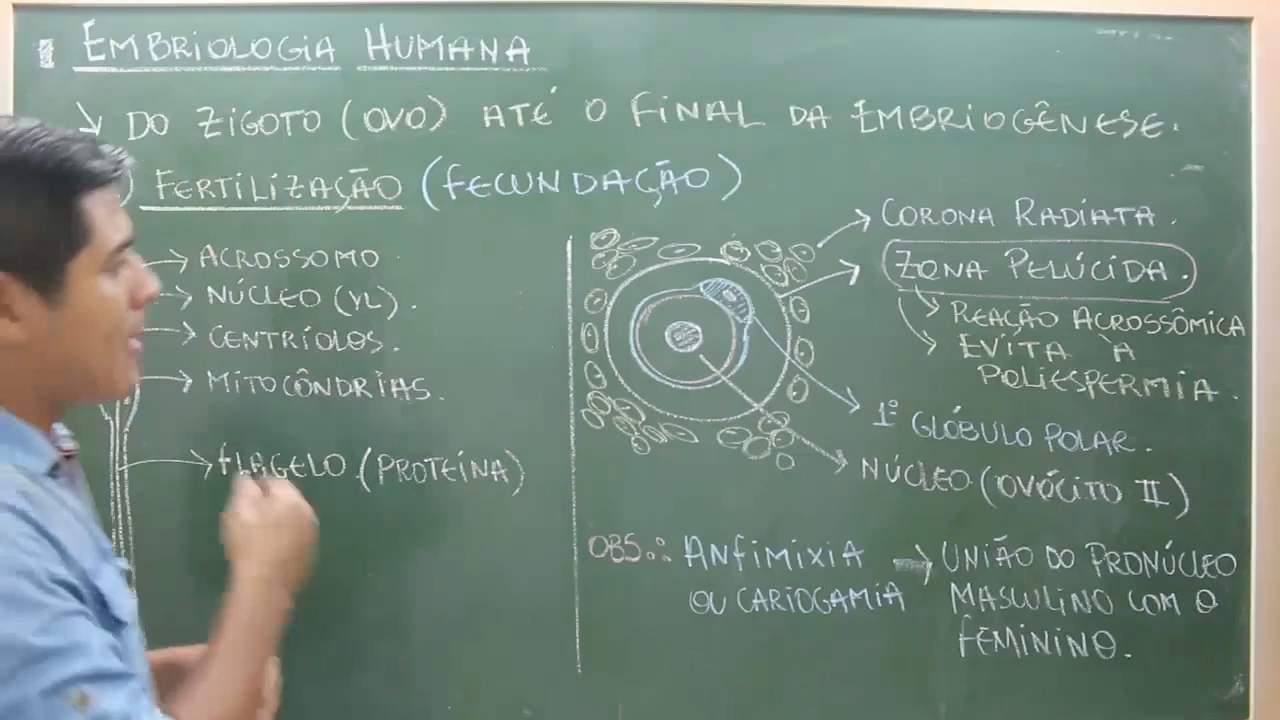 EMBRIOLOGIA HUMANA
DO ZIGOTO (OVO) ATÉ O FINAL DA EMBRIOGÊNESE.
) FERTILIZAÇÃO (FECUNDAÇÃO)
ACROSSOMO
NÚCLEO (VL).
CENTRÍOLOS.
MITOCÔNDRIAS.
FLAGELO (PROTEÍNA)
CORONA RADIATA.
ZONA PELÚCIDA.
REAÇÃO ACROSSÔMICA
EVITA À
POLIESPERMIA.
1º GLÓBULO POLAR.
NÚCLEO (OVÓCITO II)
OBS.: ANFIMIXIA → UNIÃO DO PRONÚCLEO
OU CARIOGAMIA MASCULINO COM O
FEMININO.